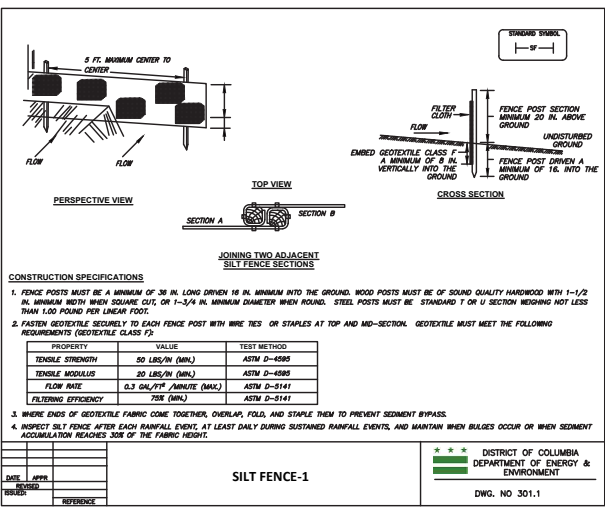 STANDARD SYMBOL
SF
5 FT. MAXIMUM CENTER TO
CENTER
FLOW
FLOW
PERSPECTIVE VIEW
FILTER
CLOTH
FLOW
FENCE POST SECTION
MINIMUM 20 IN. ABOVE
GROUND
UNDISTURBED
GROUND
EMBED GEOTEXTILE CLASS F
A MINIMUM OF 8 IN.
VERTICALLY INTO THE
GROUND
FENCE POST DRIVEN A
MINIMUM OF 16. INTO THE
GROUND
CROSS SECTION
TOP VIEW
SECTION A
SECTION B
JOINING TWO ADJACENT
SILT FENCE SECTIONS
CONSTRUCTION SPECIFICATIONS
1. FENCE POSTS MUST BE A MINIMUM OF 36 IN. LONG DRIVEN 16 IN. MINIMUM INTO THE GROUND. WOOD POSTS MUST BE OF SOUND QUALITY HARDWOOD WITH 1-1/2
IN. MINIMUM WIDTH WHEN SQUARE CUT, OR 1-3/4 IN. MINIMUM DIAMETER WHEN ROUND. STEEL POSTS MUST BE STANDARD T OR U SECTION WEIGHING NOT LESS
THAN 1.00 POUND PER LINEAR FOOT.
2. FASTEN GEOTEXTILE SECURELY TO EACH FENCE POST WITH WIRE TIES OR STAPLES AT TOP AND MID-SECTION. GEOTEXTILE MUST MEET THE FOLLOWING
REQUIREMENTS (GEOTEXTILE CLASS F):
PROPERTY VALUE TEST METHOD
TENSILE STRENGTH 50 LBS/IN (MIN.) ASTM D-4595
TENSILE MODULUS 20 LBS/IN (MIN.) ASTM D-4595
FLOW RATE 0.3 GAL/FT² /MINUTE (MAX.) ASTM D-5141
FILTERING EFFICIENCY 75% (MIN.) ASTM D-5141
3. WHERE ENDS OF GEOTEXTILE FABRIC COME TOGETHER, OVERLAP, FOLD, AND STAPLE THEM TO PREVENT SEDIMENT BYPASS.
4. INSPECT SILT FENCE AFTER EACH RAINFALL EVENT, AT LEAST DAILY DURING SUSTAINED RAINFALL EVENTS, AND MAINTAIN WHEN BULGES OCCUR OR WHEN SEDIMENT
ACCUMULATION REACHES 30% OF THE FABRIC HEIGHT.
DATE APPR
REVISED
ISSUED:
REFERENCE
SILT FENCE-1
DISTRICT OF COLUMBIA
DEPARTMENT OF ENERGY &
ENVIRONMENT
DWG. NO 301.1